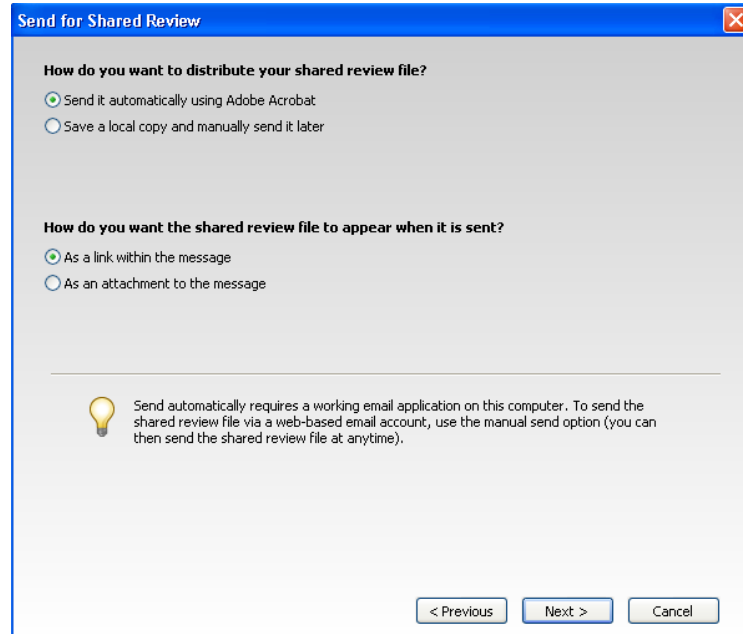 Send for Shared Review
How do you want to distribute your shared review file?
Send it automatically using Adobe Acrobat
Save a local copy and manually send it later
How do you want the shared review file to appear when it is sent?
As a link within the message
As an attachment to the message
Send automatically requires a working email application on this computer. To send the
shared review file via a web-based email account, use the manual send option (you can
then send the shared review file at anytime).
< Previous
Next >
Cancel